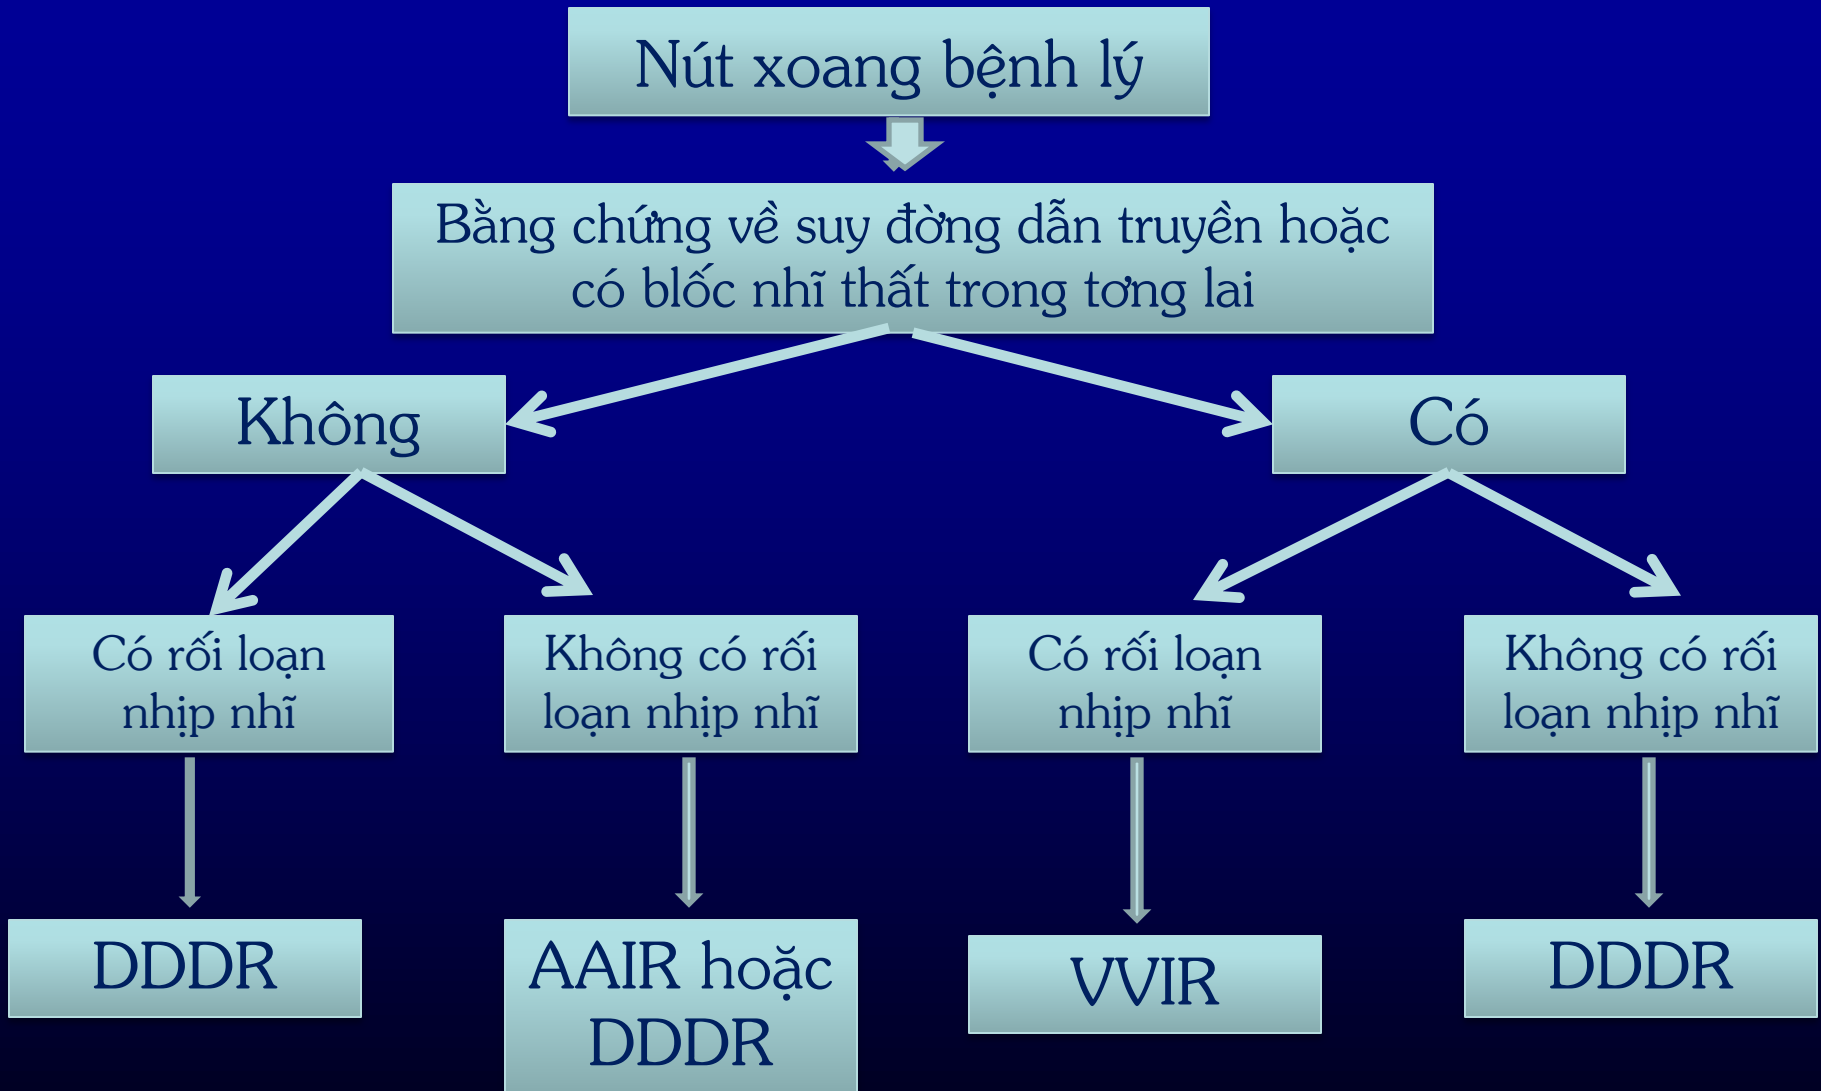 Nút xoang bệnh lý
Bằng chứng về suy đờng dẫn truyền hoặc
có blốc nhĩ thất trong tơng lai
Không
Có
Có rối loạn
nhịp nhĩ
Không có rối
loạn nhịp nhĩ
Có rối loạn
nhịp nhĩ
Không có rối
loạn nhịp nhĩ
DDDR
AAIR hoặc
DDDR
VVIR
DDDR